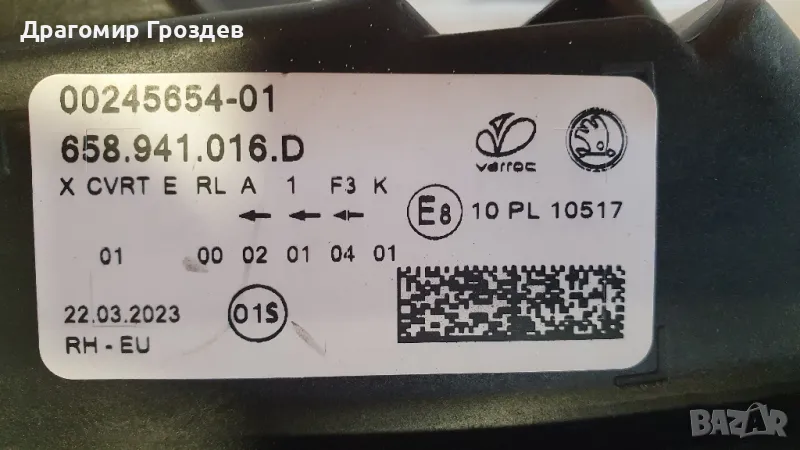 Драгомир Гроздев
00245654-01
658.941.016.D
varroc
X CVRT E RL A 1 F3 K
E8 10 PL 10517
01 00 02 01 04 01
22.03.2023 01S
RH - EU
BAZAR